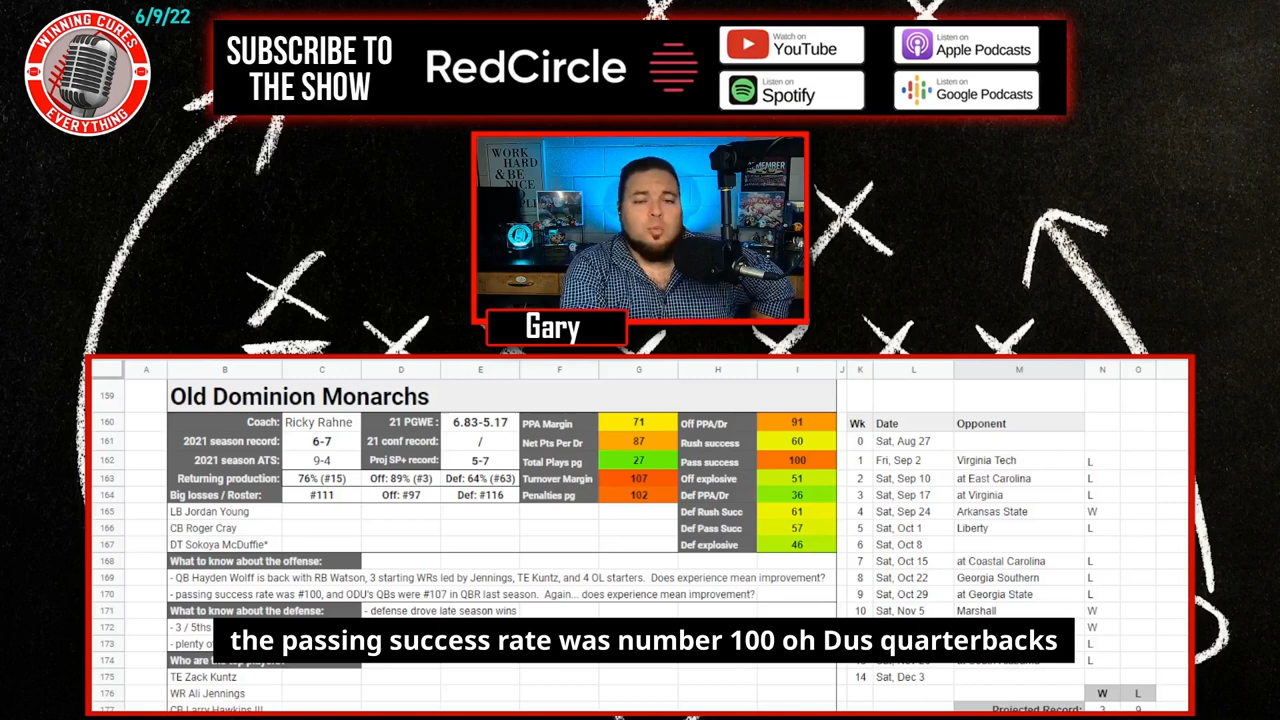 6/9/22
WINNING CURES
EVERYTHING
SUBSCRIBE TO
THE SHOW
RedCircle
Watch on
YouTube
Listen on
Spotify
Listen on
Apple Podcasts
Listen on
Google Podcasts
WORK
HARD
& BE
NICE
Gary
A B C D E F G H I J K L M N O
159 Old Dominion Monarchs
160 Coach: Ricky Rahne 21 PGWE : 6.83-5.17 PPA Margin 71 Off PPA/Dr 91 Wk Date Opponent
161 2021 season record: 6-7 21 conf record: / Net Pts Per Dr 87 Rush success 60 0 Sat, Aug 27
162 2021 season ATS: 9-4 Proj SP+ record: 5-7 Total Plays pg 27 Pass success 100 1 Fri, Sep 2 Virginia Tech L
163 Returning production: 76% (#15) Off: 89% (#3) Def: 64% (#63) Turnover Margin 107 Off explosive 51 2 Sat, Sep 10 at East Carolina L
164 Big losses / Roster: #111 Off: #97 Def: #116 Penalties pg 102 Def PPA/Dr 36 3 Sat, Sep 17 at Virginia L
165 LB Jordan Young Def Rush Succ 61 4 Sat, Sep 24 Arkansas State W
166 CB Roger Cray Def Pass Succ 57 5 Sat, Oct 1 Liberty L
167 DT Sokoya McDuffie* Def explosive 46 6 Sat, Oct 8
168 What to know about the offense: 7 Sat, Oct 15 at Coastal Carolina L
169 - QB Hayden Wolff is back with RB Watson, 3 starting WRs led by Jennings, TE Kuntz, and 4 OL starters. Does experience mean improvement? 8 Sat, Oct 22 Georgia Southern L
170 - passing success rate was #100, and ODU's QBs were #107 in QBR last season. Again... does experience mean improvement? 9 Sat, Oct 29 at Georgia State L
171 What to know about the defense: - defense drove late season wins 10 Sat, Nov 5 Marshall W
172 - 3 / 5ths W
173 - plenty L
174 Who are L
the passing success rate was number 100 oh Dus quarterbacks
175 TE Zack Kuntz 14 Sat, Dec 3
176 WR Ali Jennings W L
177 CB Larry Hawkins III Projected Record: 3 9